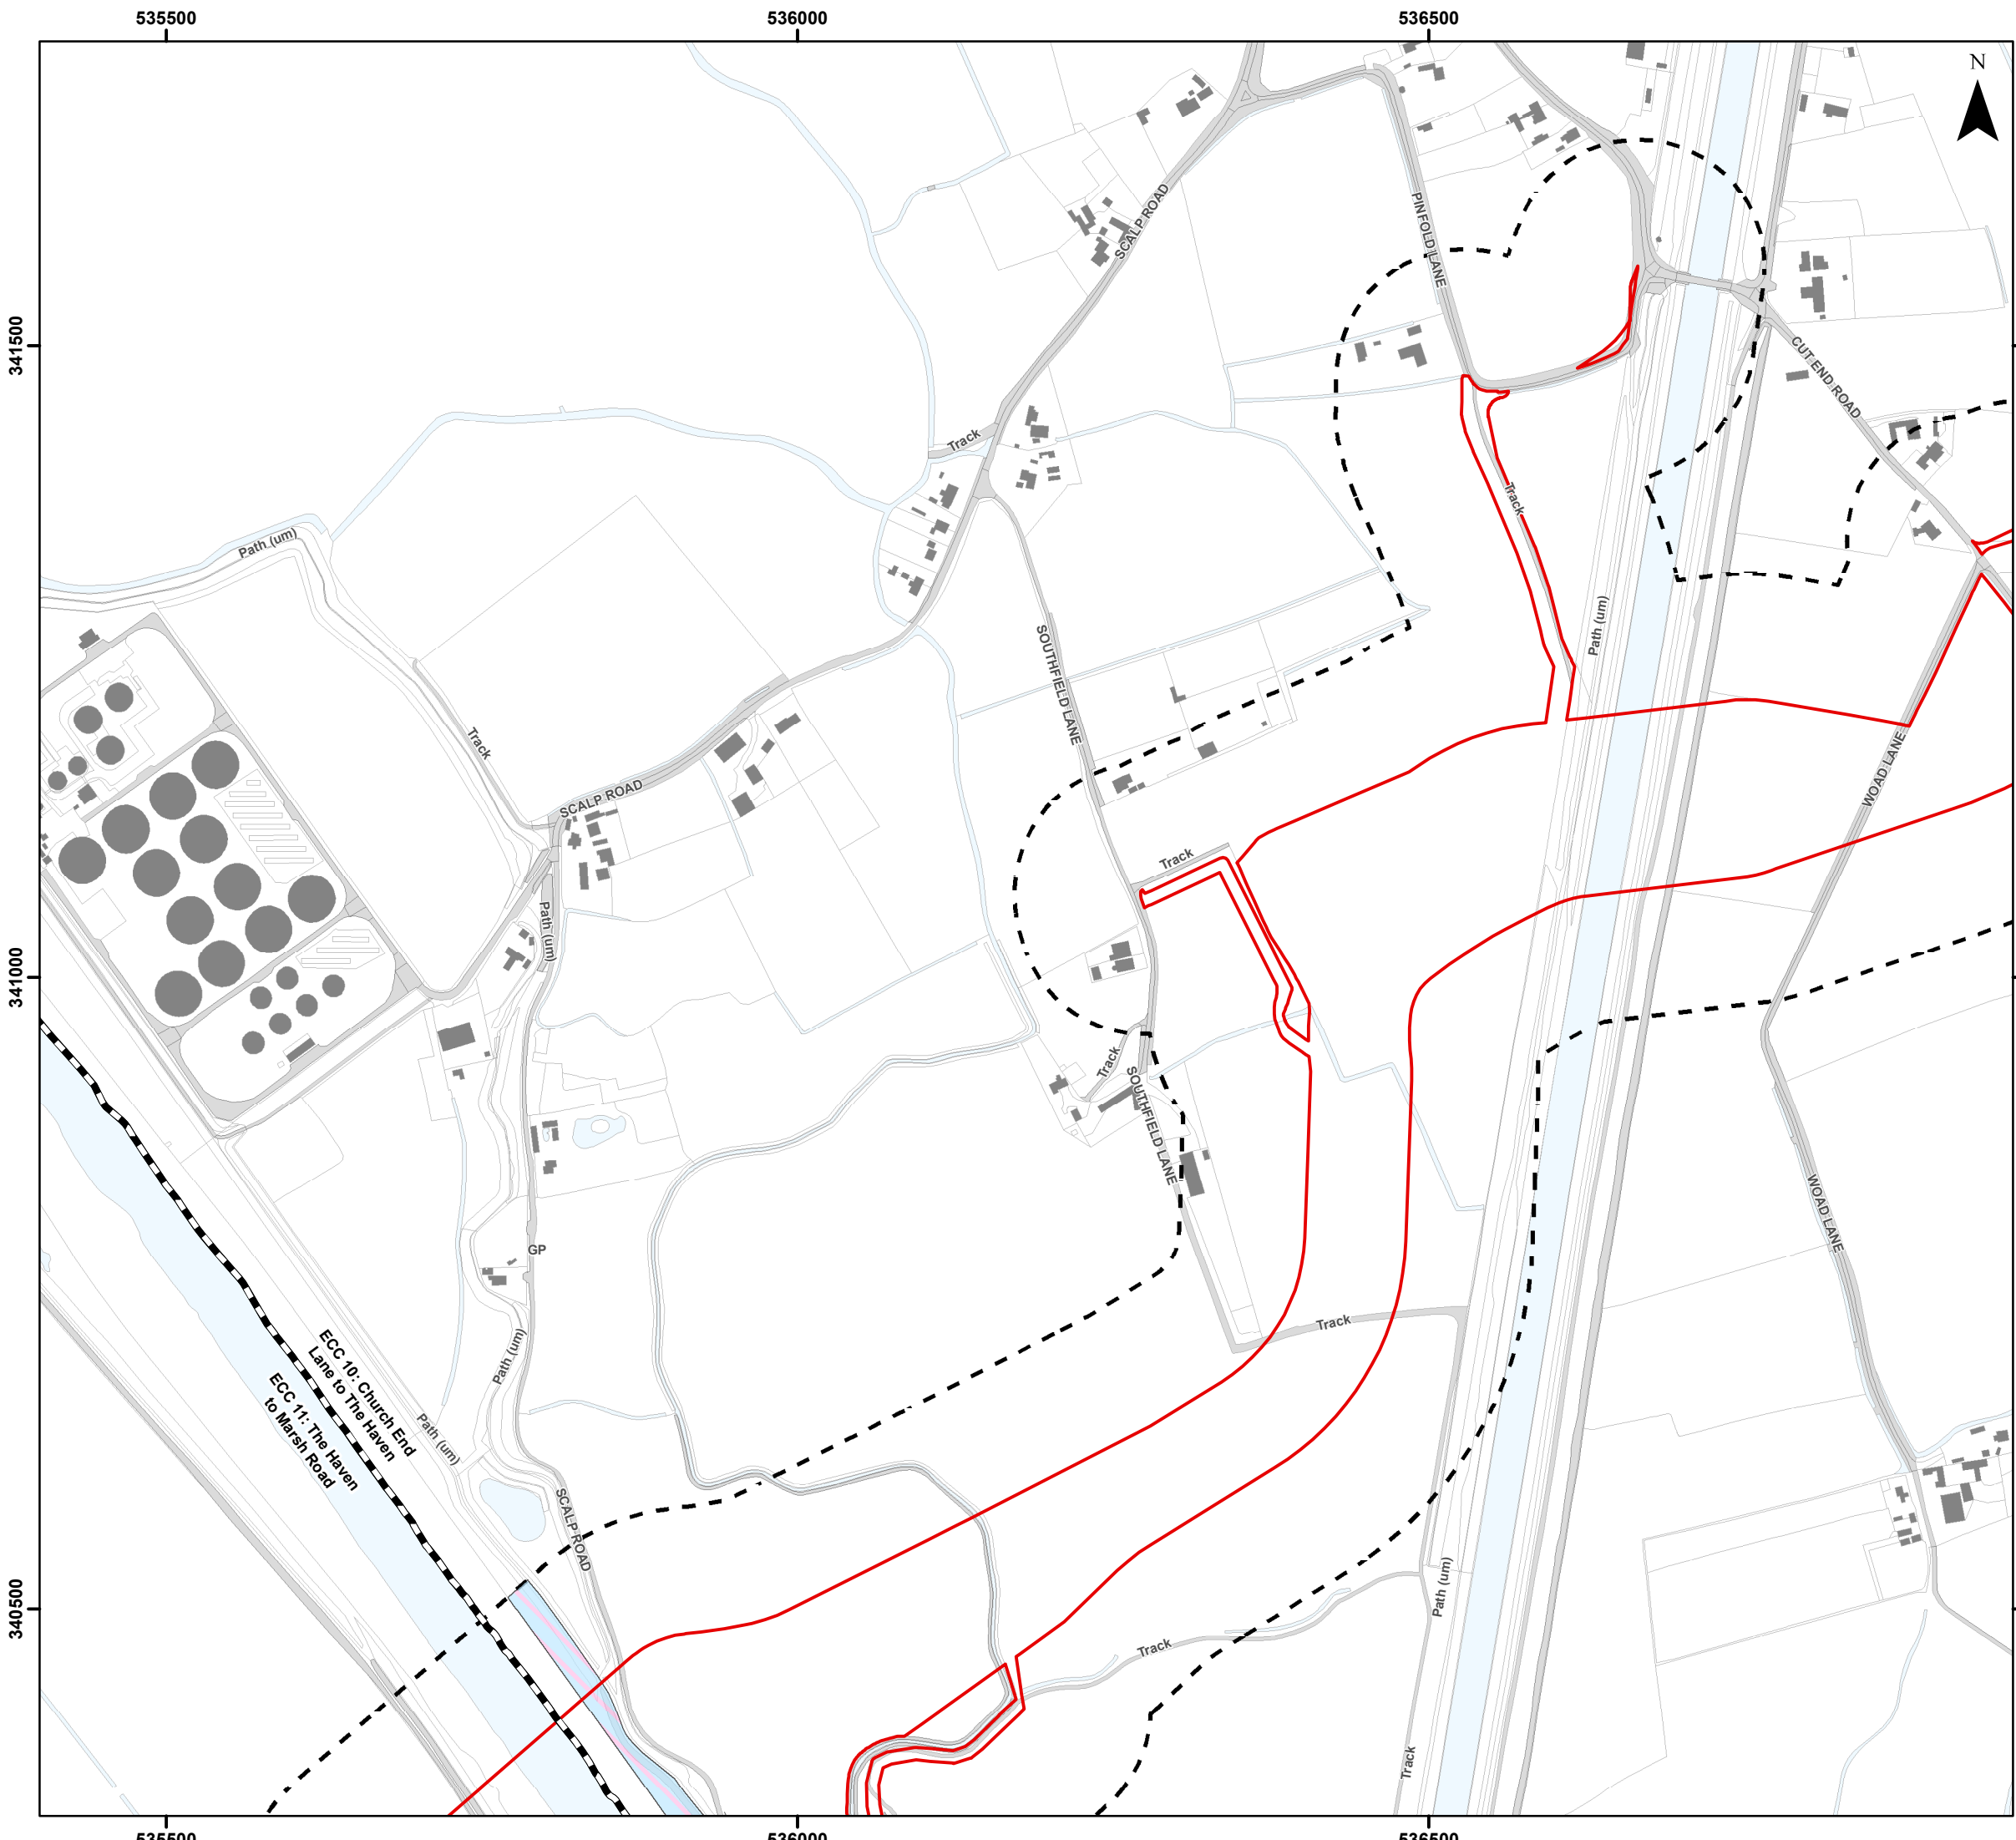 535500
536000
536500
N
341500
341000
340500
SCALP ROAD
PINFOLD LANE
CUT END ROAD
Track
Track
Path (um)
Path (um)
SOUTHFIELD LANE
Track
WOAD LANE
SCALP ROAD
Track
Path (um)
Track
SOUTHFIELD LANE
WOAD LANE
GP
Track
Path (um)
ECC 10: Church End
Lane to The Haven
ECC 11: The Haven
to Marsh Road
Path (um)
SCALP ROAD
Path (um)
Track
Track
535500
536000
536500